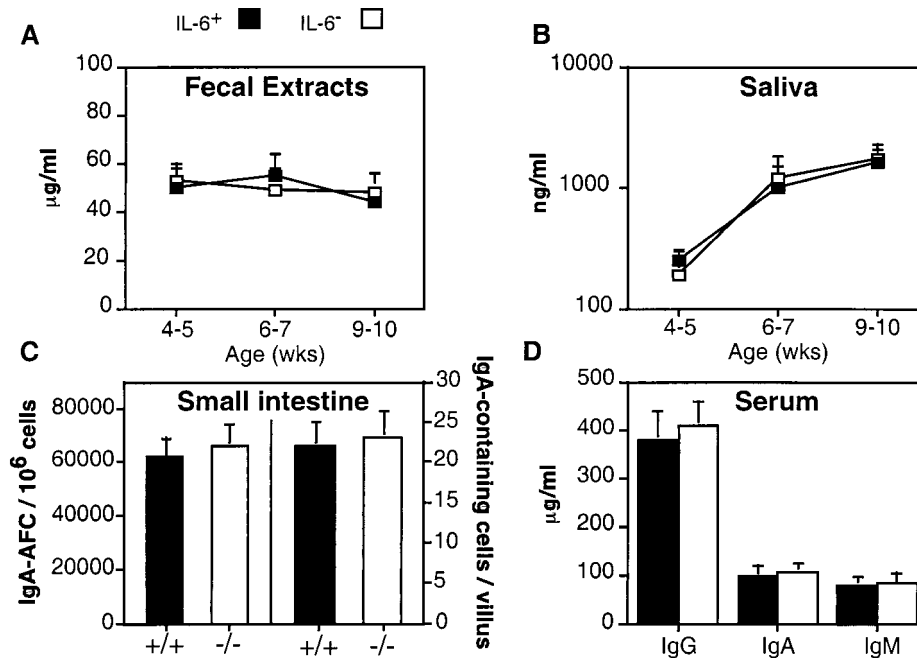 IL-6+ IL-6-
A
Fecal Extracts
100
80
60
40
20
0
µg/ml
4-5 6-7 9-10
Age (wks)
B
Saliva
10000
1000
100
ng/ml
4-5 6-7 9-10
Age (wks)
C
Small intestine
80000
60000
40000
20000
0
IgA-AFC / 10⁶ cells
30
25
20
15
10
5
0
IgA-containing cells / villus
+/+ -/- +/+ -/-
D
Serum
500
400
300
200
100
0
µg/ml
IgG IgA IgM